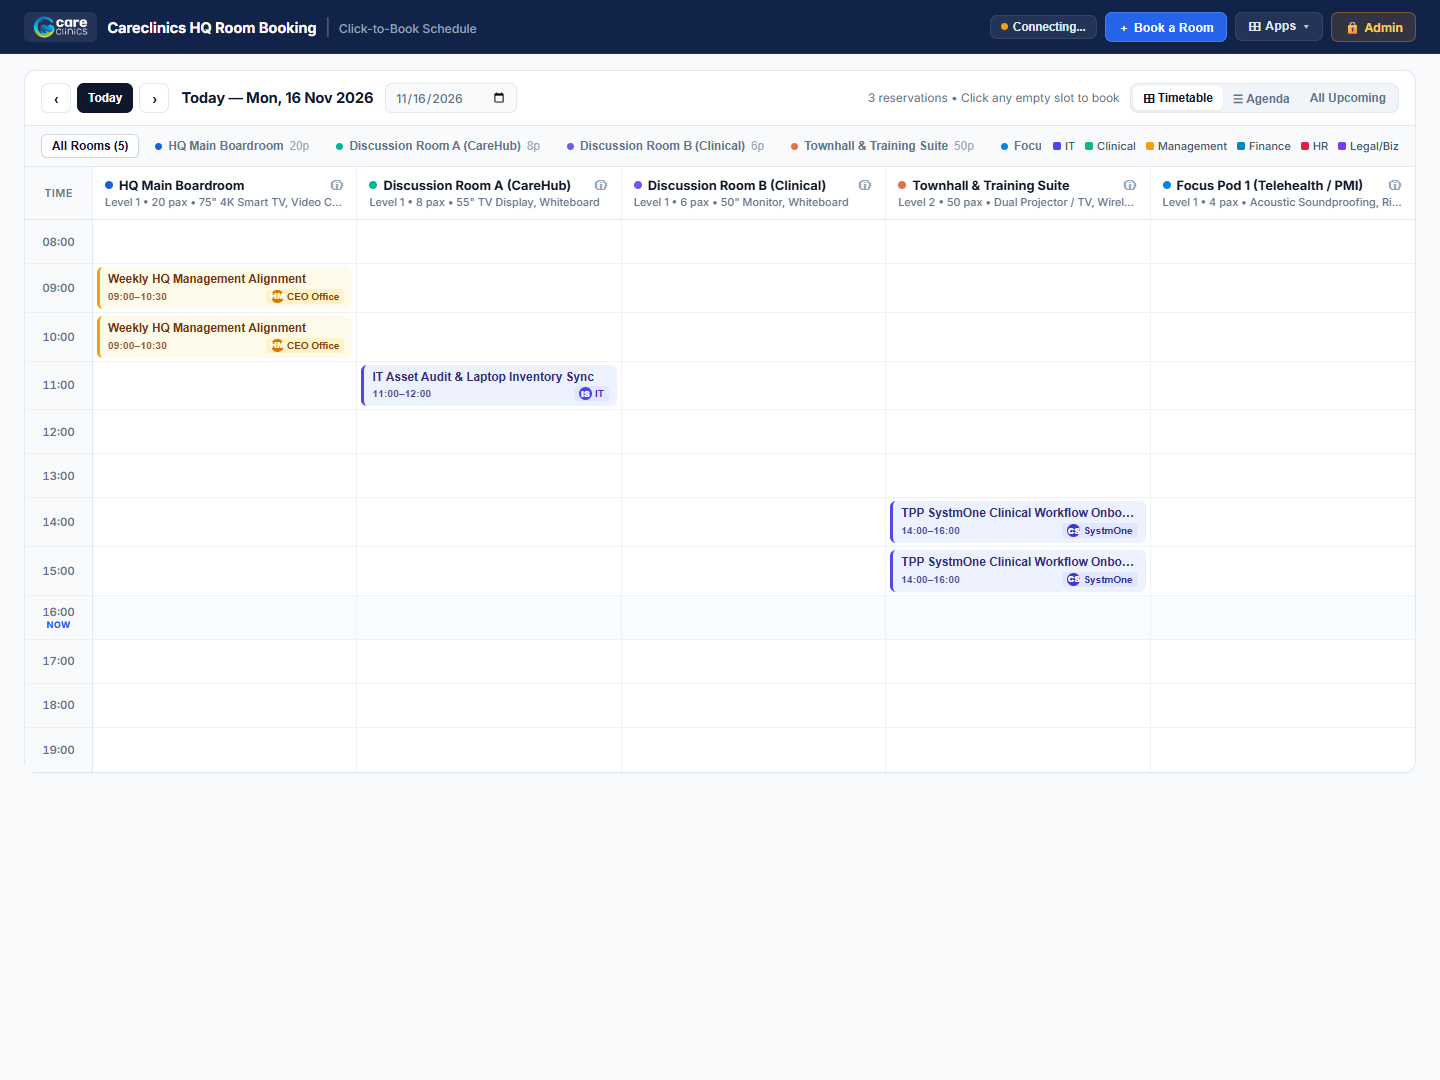 care clinics
Careclinics HQ Room Booking
Click-to-Book Schedule
Connecting...
+ Book a Room
Apps
Admin
‹
Today
›
Today — Mon, 16 Nov 2026
11/16/2026
3 reservations • Click any empty slot to book
Timetable
Agenda
All Upcoming
All Rooms (5)
HQ Main Boardroom 20p
Discussion Room A (CareHub) 8p
Discussion Room B (Clinical) 6p
Townhall & Training Suite 50p
Focu
IT
Clinical
Management
Finance
HR
Legal/Biz
TIME
HQ Main Boardroom
Level 1 • 20 pax • 75" 4K Smart TV, Video C...
Discussion Room A (CareHub)
Level 1 • 8 pax • 55" TV Display, Whiteboard
Discussion Room B (Clinical)
Level 1 • 6 pax • 50" Monitor, Whiteboard
Townhall & Training Suite
Level 2 • 50 pax • Dual Projector / TV, Wirel...
Focus Pod 1 (Telehealth / PMI)
Level 1 • 4 pax • Acoustic Soundproofing, Ri...
08:00
09:00
Weekly HQ Management Alignment
09:00–10:30
HM CEO Office
10:00
Weekly HQ Management Alignment
09:00–10:30
HM CEO Office
11:00
IT Asset Audit & Laptop Inventory Sync
11:00–12:00
IS IT
12:00
13:00
14:00
TPP SystmOne Clinical Workflow Onbo...
14:00–16:00
CS SystmOne
15:00
TPP SystmOne Clinical Workflow Onbo...
14:00–16:00
CS SystmOne
16:00
NOW
17:00
18:00
19:00